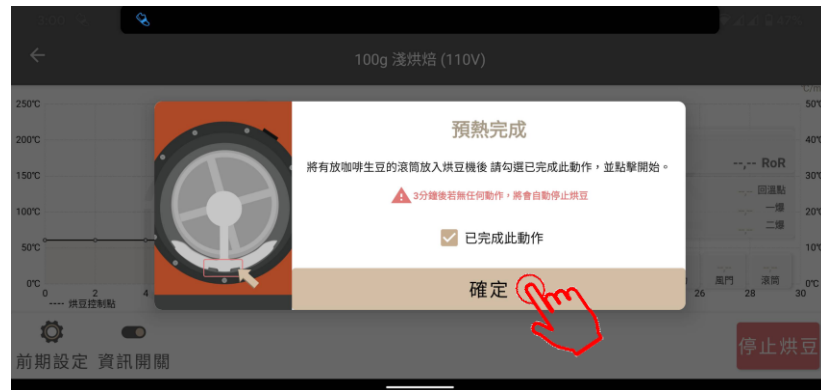 100g 淺烘焙 (110V)
預熱完成
將有放咖啡生豆的滾筒放入烘豆機後 請勾選已完成此動作，並點擊開始。
3分鐘後若無任何動作，將會自動停止烘豆
已完成此動作
確定
250℃
200℃
150℃
100℃
50℃
0℃
0 2 4
26 28 30
---- 烘豆控制點
--,-- RoR
--,-- 回溫點
--,-- 一爆
--,-- 二爆
風門 滾筒
前期設定 資訊開關
停止烘豆